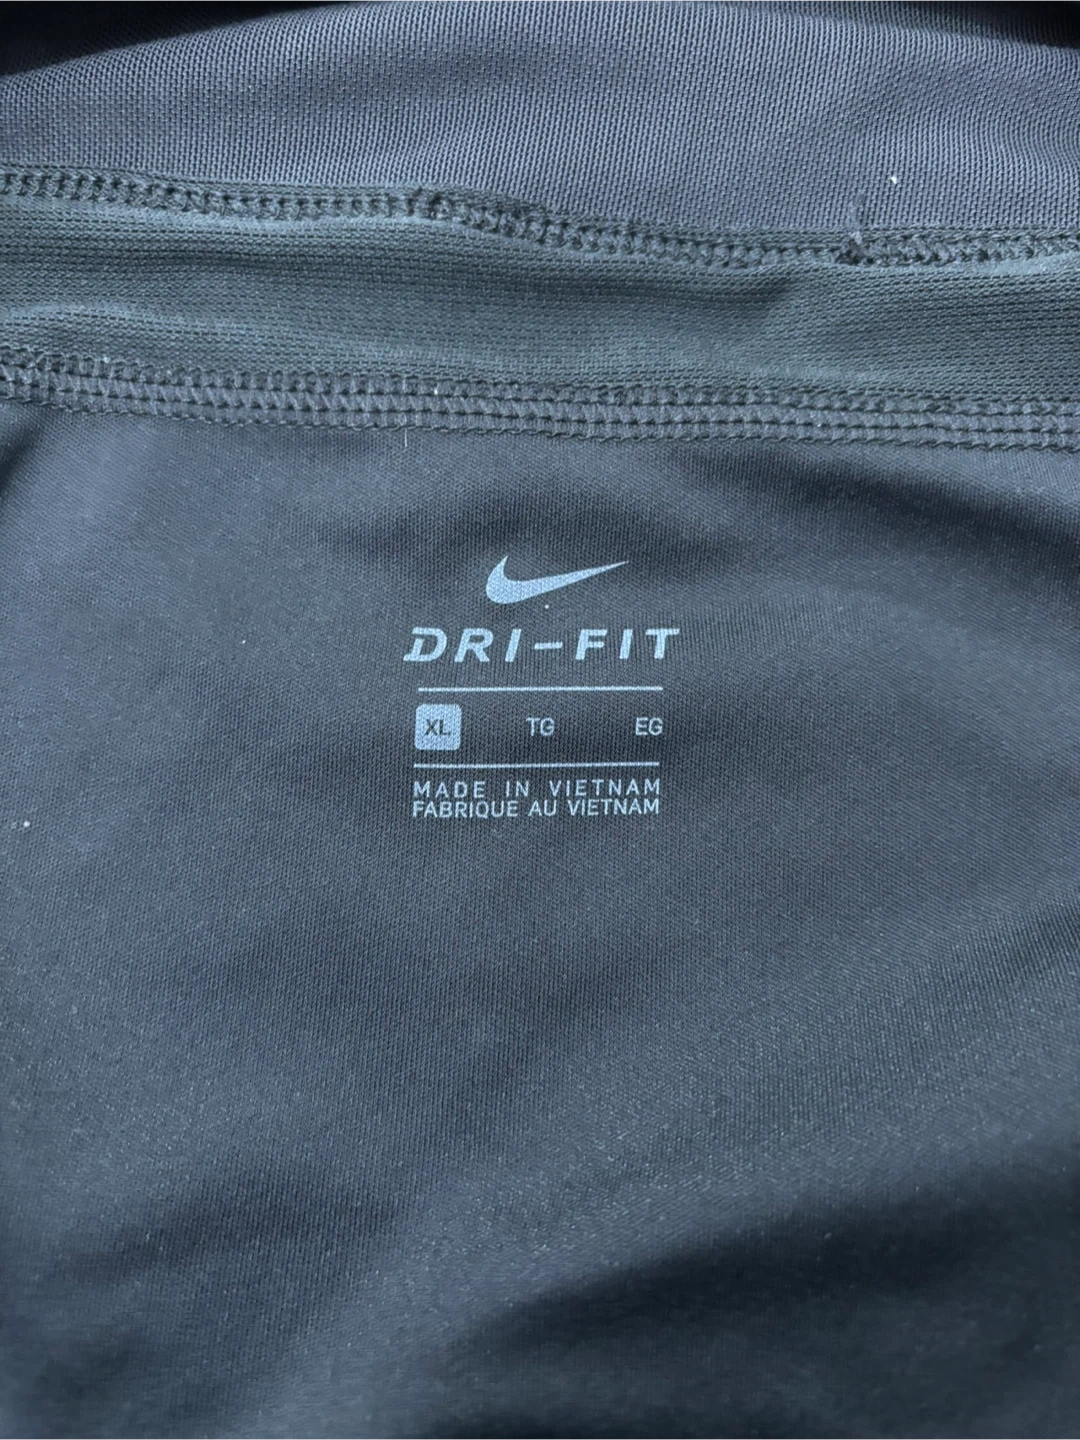 DRI-FIT
XL TG EG
MADE IN VIETNAM
FABRIQUE AU VIETNAM